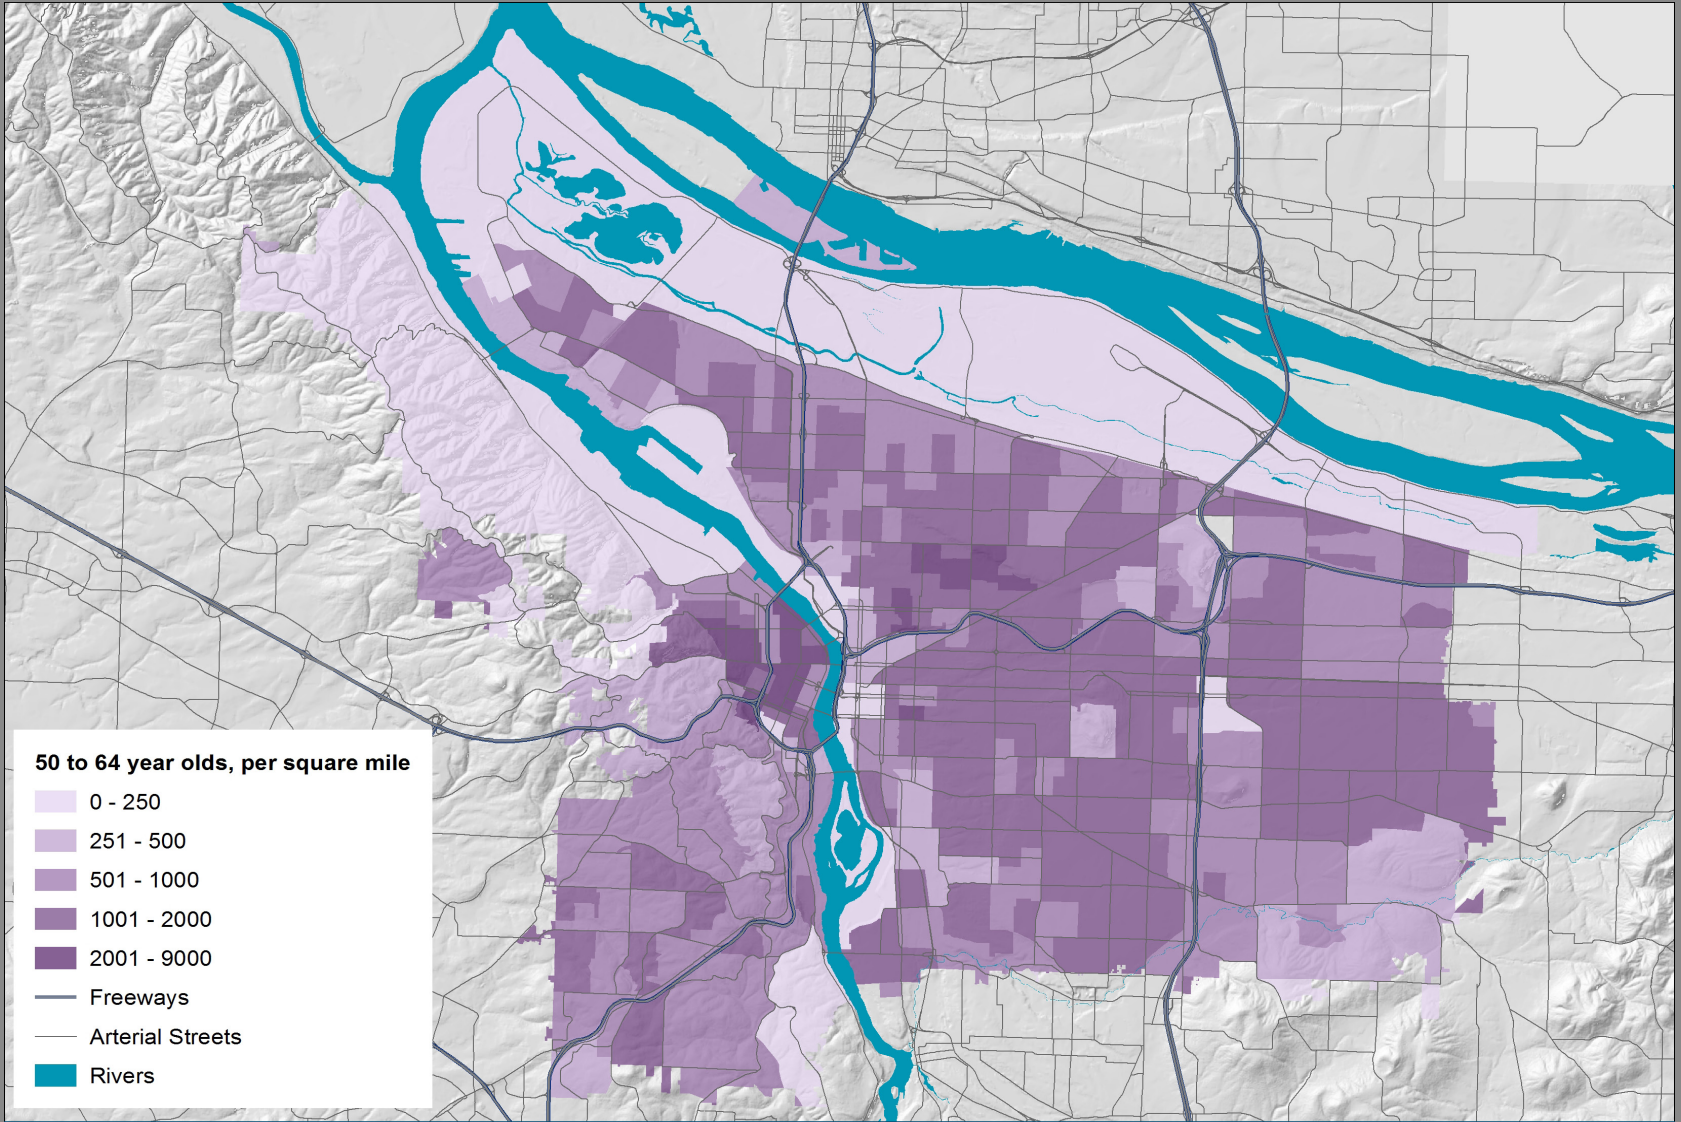 50 to 64 year olds, per square mile
0 - 250
251 - 500
501 - 1000
1001 - 2000
2001 - 9000
Freeways
Arterial Streets
Rivers